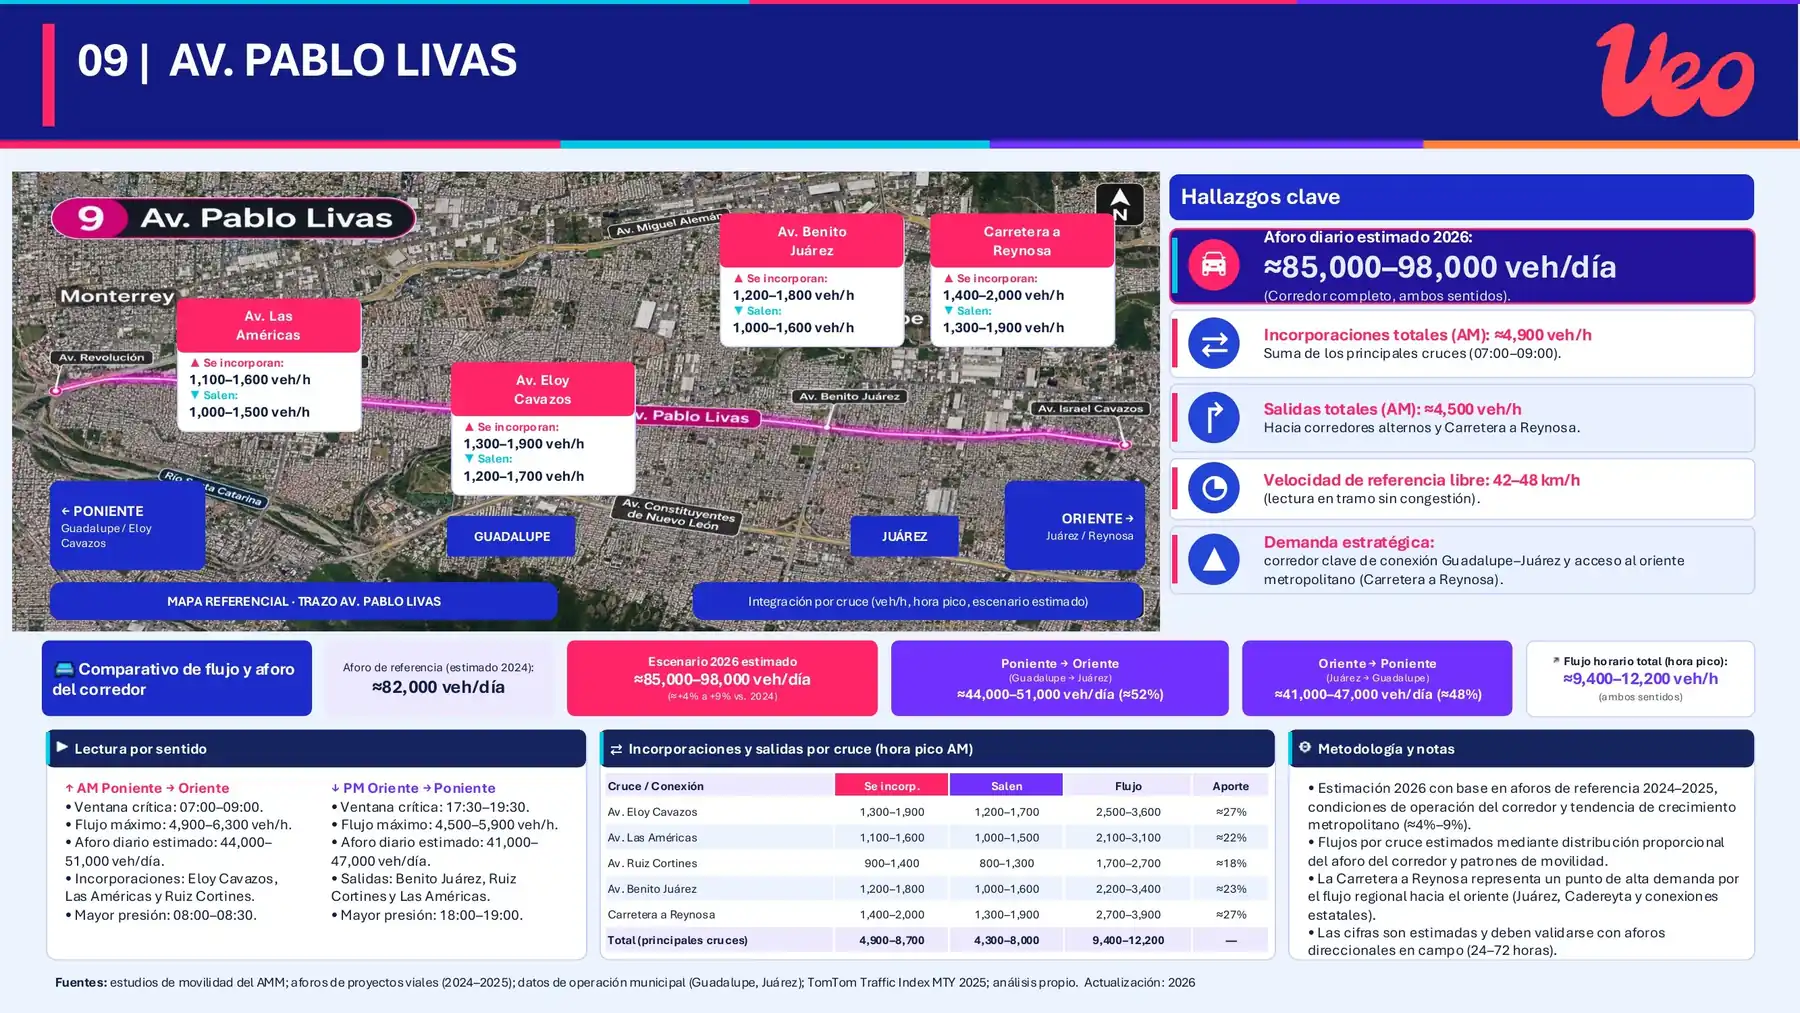 09 | AV. PABLO LIVAS
Veo
9 Av. Pablo Livas
Av. Miguel Alemán
N
Monterrey
Av. Revolución
Av. Las
Américas
▲ Se incorporan:
1,100–1,600 veh/h
▼ Salen:
1,000–1,500 veh/h
Av. Eloy
Cavazos
▲ Se incorporan:
1,300–1,900 veh/h
▼ Salen:
1,200–1,700 veh/h
Av. Benito
Juárez
▲ Se incorporan:
1,200–1,800 veh/h
▼ Salen:
1,000–1,600 veh/h
Carretera a
Reynosa
▲ Se incorporan:
1,400–2,000 veh/h
▼ Salen:
1,300–1,900 veh/h
Pablo Livas
Av. Benito Juárez
Av. Israel Cavazos
Catarina
Av. Constituyentes
de Nuevo León
← PONIENTE
Guadalupe/ Eloy
Cavazos
GUADALUPE
JUÁREZ
ORIENTE →
Juárez / Reynosa
MAPA REFERENCIAL · TRAZO AV. PABLO LIVAS
Integración por cruce (veh/h, hora pico, escenario estimado)
Hallazgos clave
Aforo diario estimado 2026:
≈85,000–98,000 veh/día
(Corredor completo, ambos sentidos).
Incorporaciones totales (AM): ≈4,900 veh/h
Suma de los principales cruces (07:00–09:00).
Salidas totales (AM): ≈4,500 veh/h
Hacia corredores alternos y Carretera a Reynosa.
Velocidad de referencia libre: 42–48 km/h
(lectura en tramo sin congestión).
Demanda estratégica:
corredor clave de conexión Guadalupe–Juárez y acceso al oriente
metropolitano (Carretera a Reynosa).
Comparativo de flujo y aforo
del corredor
Aforo de referencia (estimado 2024):
≈82,000 veh/día
Escenario 2026 estimado
≈85,000–98,000 veh/día
(≈+4% a +9% vs. 2024)
Poniente → Oriente
(Guadalupe → Juárez)
≈44,000–51,000 veh/día (≈52%)
Oriente → Poniente
(Juárez → Guadalupe)
≈41,000–47,000 veh/día (≈48%)
↗ Flujo horario total (hora pico):
≈9,400–12,200 veh/h
(ambos sentidos)
Lectura por sentido
↑ AM Poniente → Oriente
• Ventana crítica: 07:00–09:00.
• Flujo máximo: 4,900–6,300 veh/h.
• Aforo diario estimado: 44,000–
51,000 veh/día.
• Incorporaciones: Eloy Cavazos,
Las Américas y Ruiz Cortines.
• Mayor presión: 08:00–08:30.
↓ PM Oriente → Poniente
• Ventana crítica: 17:30–19:30.
• Flujo máximo: 4,500–5,900 veh/h.
• Aforo diario estimado: 41,000–
47,000 veh/día.
• Salidas: Benito Juárez, Ruiz
Cortines y Las Américas.
• Mayor presión: 18:00–19:00.
⇄ Incorporaciones y salidas por cruce (hora pico AM)
Cruce / Conexión Se incorp. Salen Flujo Aporte
Av. Eloy Cavazos 1,300–1,900 1,200–1,700 2,500–3,600 ≈27%
Av. Las Américas 1,100–1,600 1,000–1,500 2,100–3,100 ≈22%
Av. Ruiz Cortines 900–1,400 800–1,300 1,700–2,700 ≈18%
Av. Benito Juárez 1,200–1,800 1,000–1,600 2,200–3,400 ≈23%
Carretera a Reynosa 1,400–2,000 1,300–1,900 2,700–3,900 ≈27%
Total (principales cruces) 4,900–8,700 4,300–8,000 9,400–12,200 —
Metodología y notas
• Estimación 2026 con base en aforos de referencia 2024–2025,
condiciones de operación del corredor y tendencia de crecimiento
metropolitano (≈4%–9%).
• Flujos por cruce estimados mediante distribución proporcional
del aforo del corredor y patrones de movilidad.
• La Carretera a Reynosa representa un punto de alta demanda por
el flujo regional hacia el oriente (Juárez, Cadereyta y conexiones
estatales).
• Las cifras son estimadas y deben validarse con aforos
direccionales en campo (24–72 horas).
Fuentes: estudios de movilidad del AMM; aforos de proyectos viales (2024–2025); datos de operación municipal (Guadalupe, Juárez); TomTom Traffic Index MTY 2025; análisis propio. Actualización: 2026